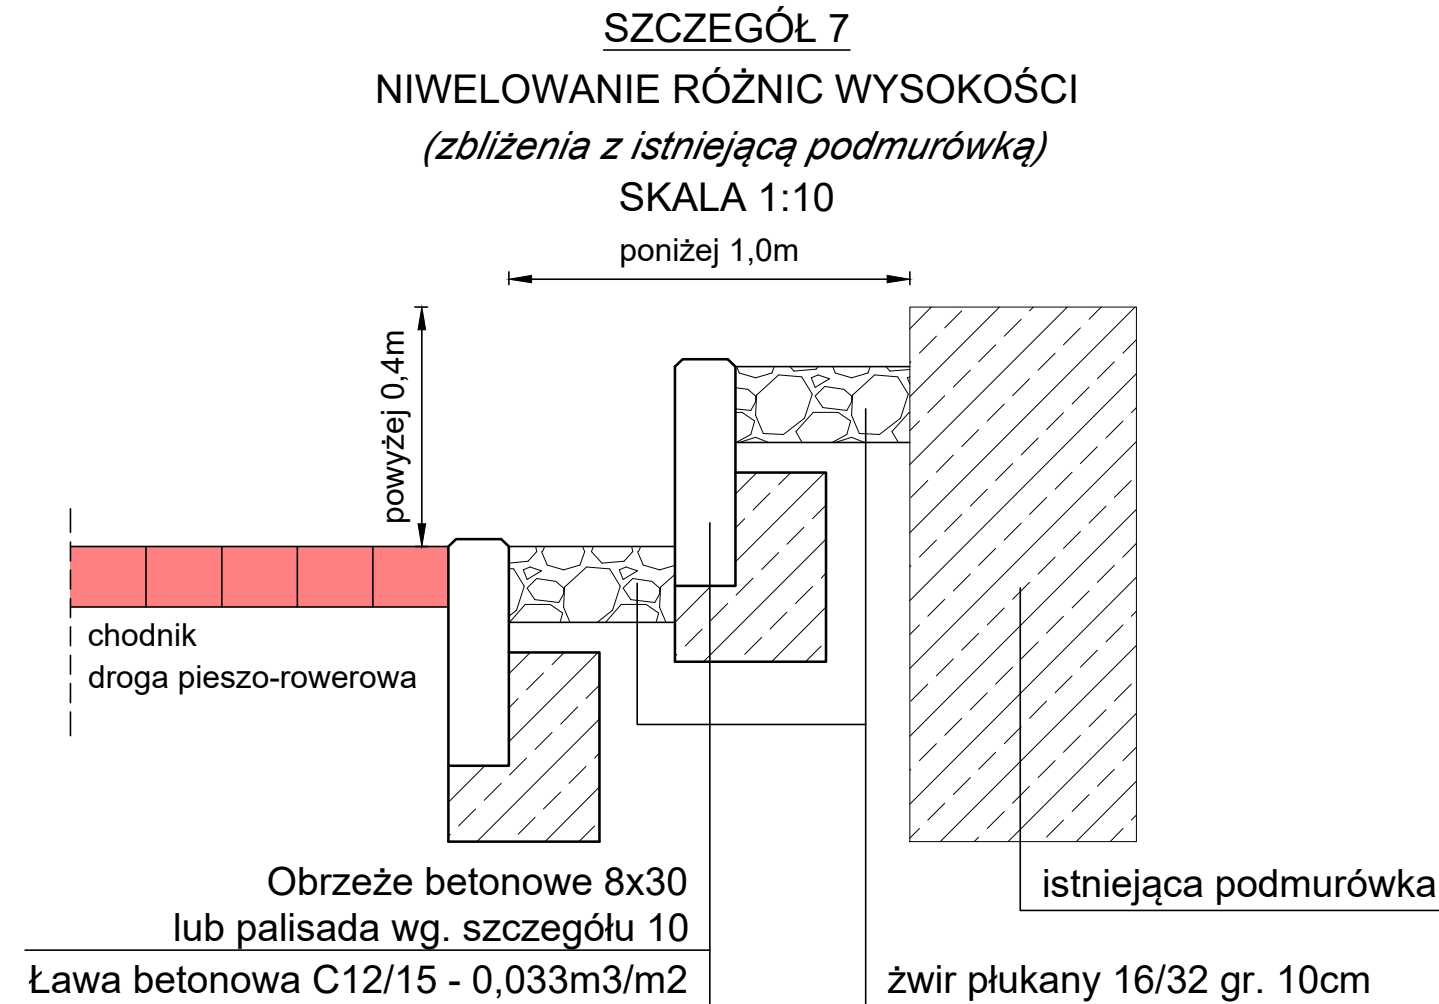 SZCZEGÓŁ 7
NIWELOWANIE RÓŻNIC WYSOKOŚCI
(zbliżenia z istniejącą podmurówką)
SKALA 1:10
poniżej 1,0m
powyżej 0,4m
chodnik
droga pieszo-rowerowa
Obrzeże betonowe 8x30
lub palisada wg. szczegółu 10
Ława betonowa C12/15 - 0,033m3/m2
istniejąca podmurówka
żwir płukany 16/32 gr. 10cm